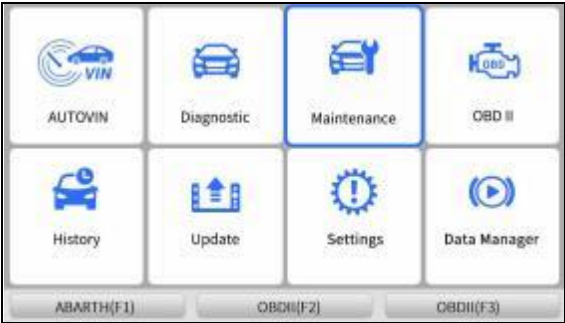 VIN
OBD
AUTOVIN
Diagnostic
Maintenance
OBD II
History
Update
Settings
Data Manager
ABARTH(F1)
OBDII(F2)
OBDII(F3)